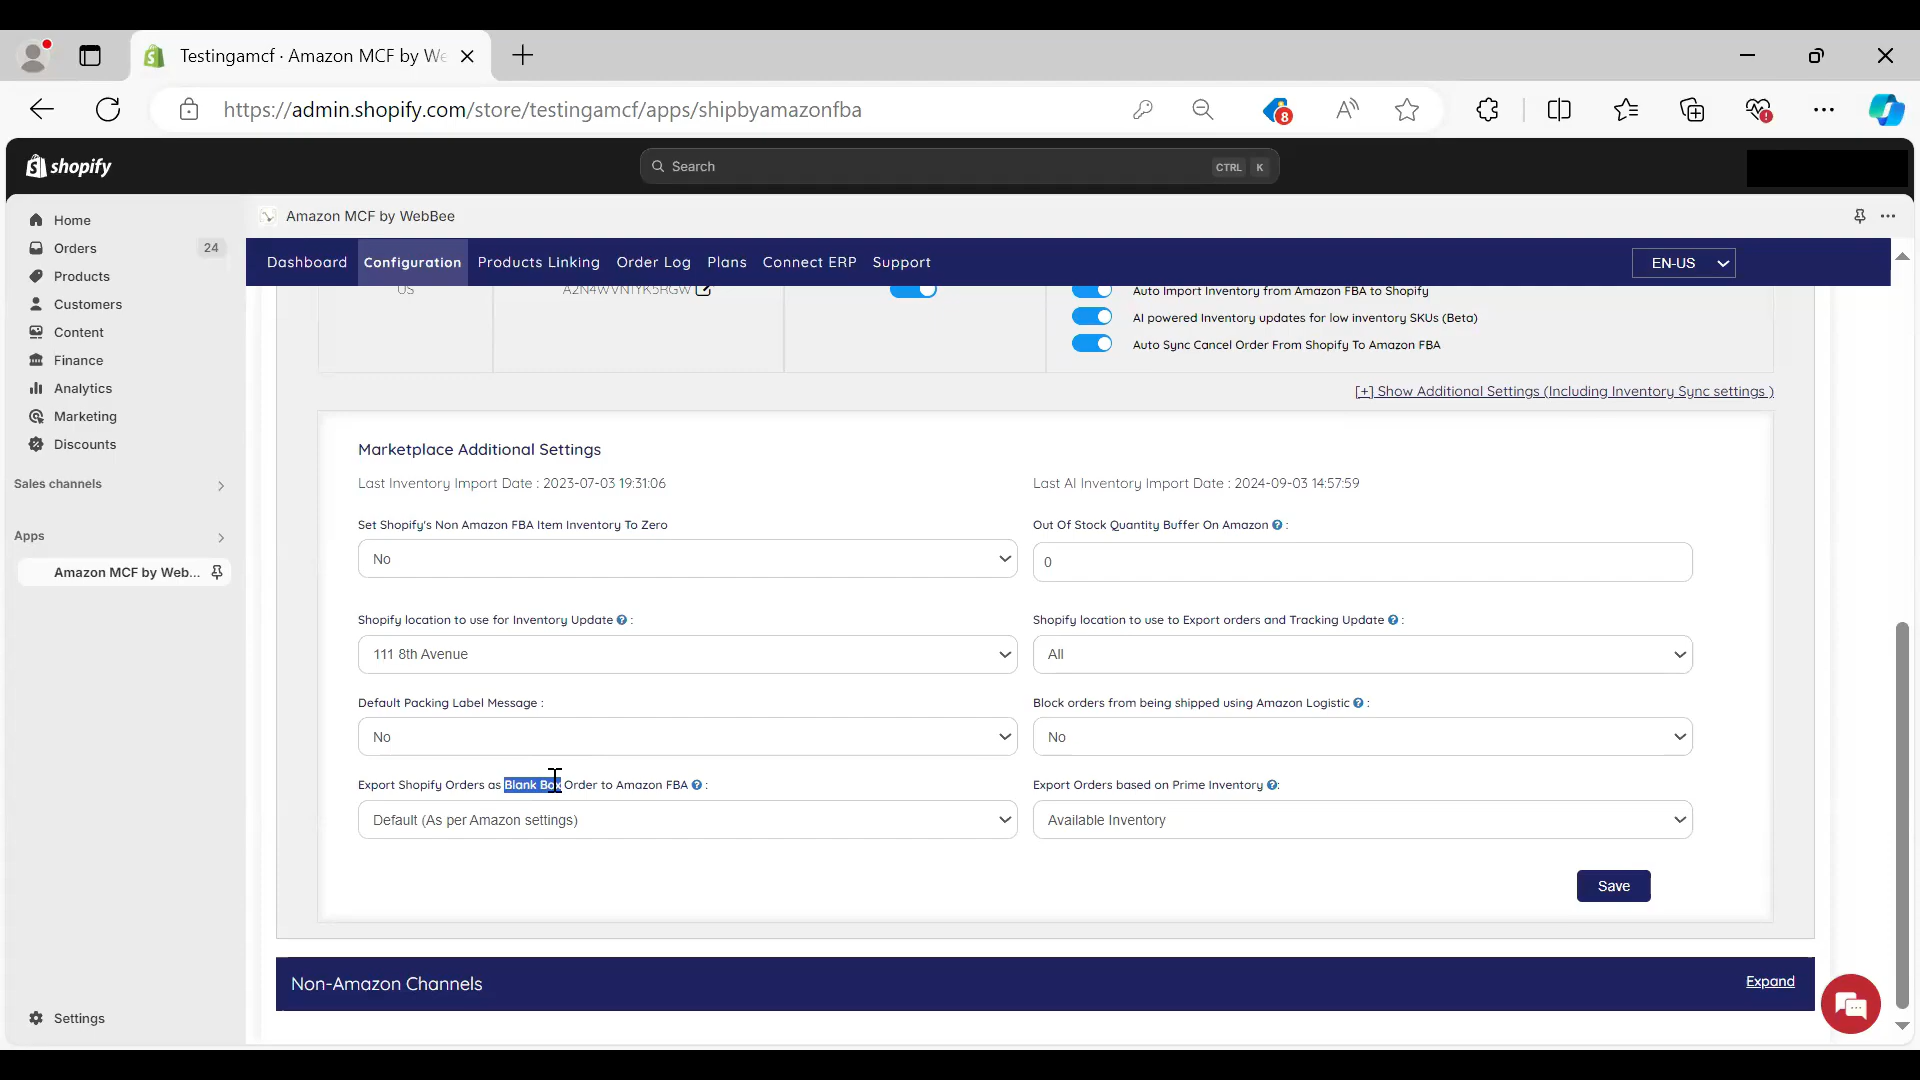 Testingamcf · Amazon MCF by We
https://admin.shopify.com/store/testingamcf/apps/shipbyamazonfba
8
shopify
Search
CTRL K
Home
Orders 24
Products
Customers
Content
Finance
Analytics
Marketing
Discounts
Sales channels
Apps
Amazon MCF by Web...
Settings
Amazon MCF by WebBee
Dashboard Configuration Products Linking Order Log Plans Connect ERP Support
EN-US
US
A2N4WVN1YK5RGW
Auto Import Inventory from Amazon FBA to Shopify
AI powered Inventory updates for low inventory SKUs (Beta)
Auto Sync Cancel Order From Shopify To Amazon FBA
[+] Show Additional Settings (Including Inventory Sync settings )
Marketplace Additional Settings
Last Inventory Import Date : 2023-07-03 19:31:06
Last AI Inventory Import Date : 2024-09-03 14:57:59
Set Shopify's Non Amazon FBA Item Inventory To Zero
Out Of Stock Quantity Buffer On Amazon ? :
No
0
Shopify location to use for Inventory Update ? :
Shopify location to use to Export orders and Tracking Update ? :
111 8th Avenue
All
Default Packing Label Message :
Block orders from being shipped using Amazon Logistic ? :
No
No
Export Shopify Orders as Blank Box Order to Amazon FBA ? :
Export Orders based on Prime Inventory ?:
Default (As per Amazon settings)
Available Inventory
Save
Non-Amazon Channels
Expand